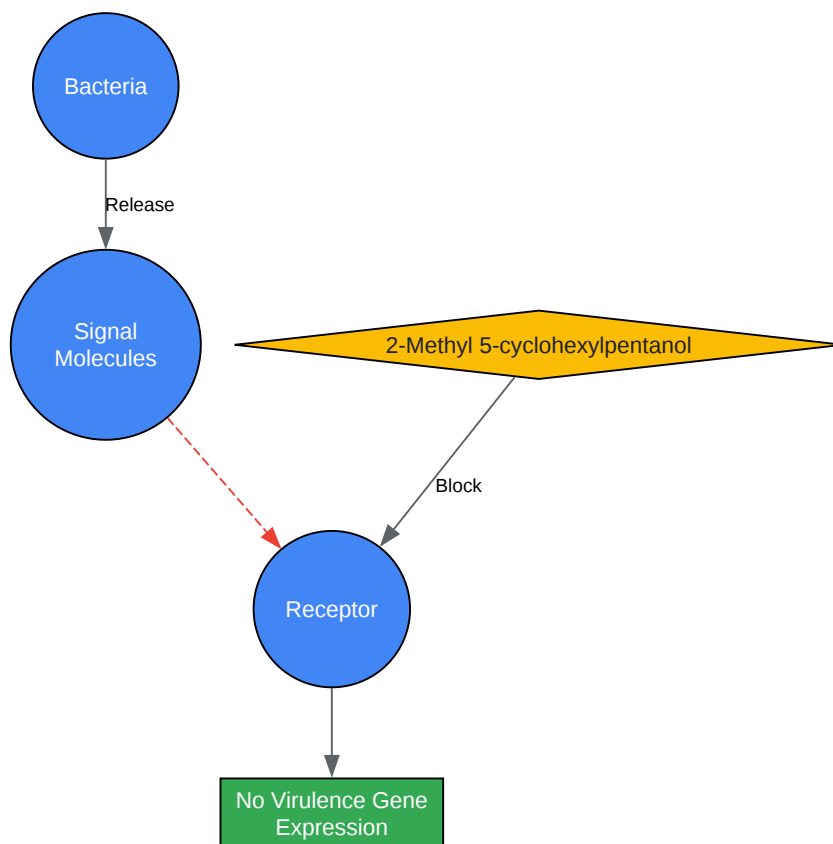 Bacteria
Release
Signal
Molecules
2-Methyl 5-cyclohexylpentanol
Block
Receptor
No Virulence Gene
Expression